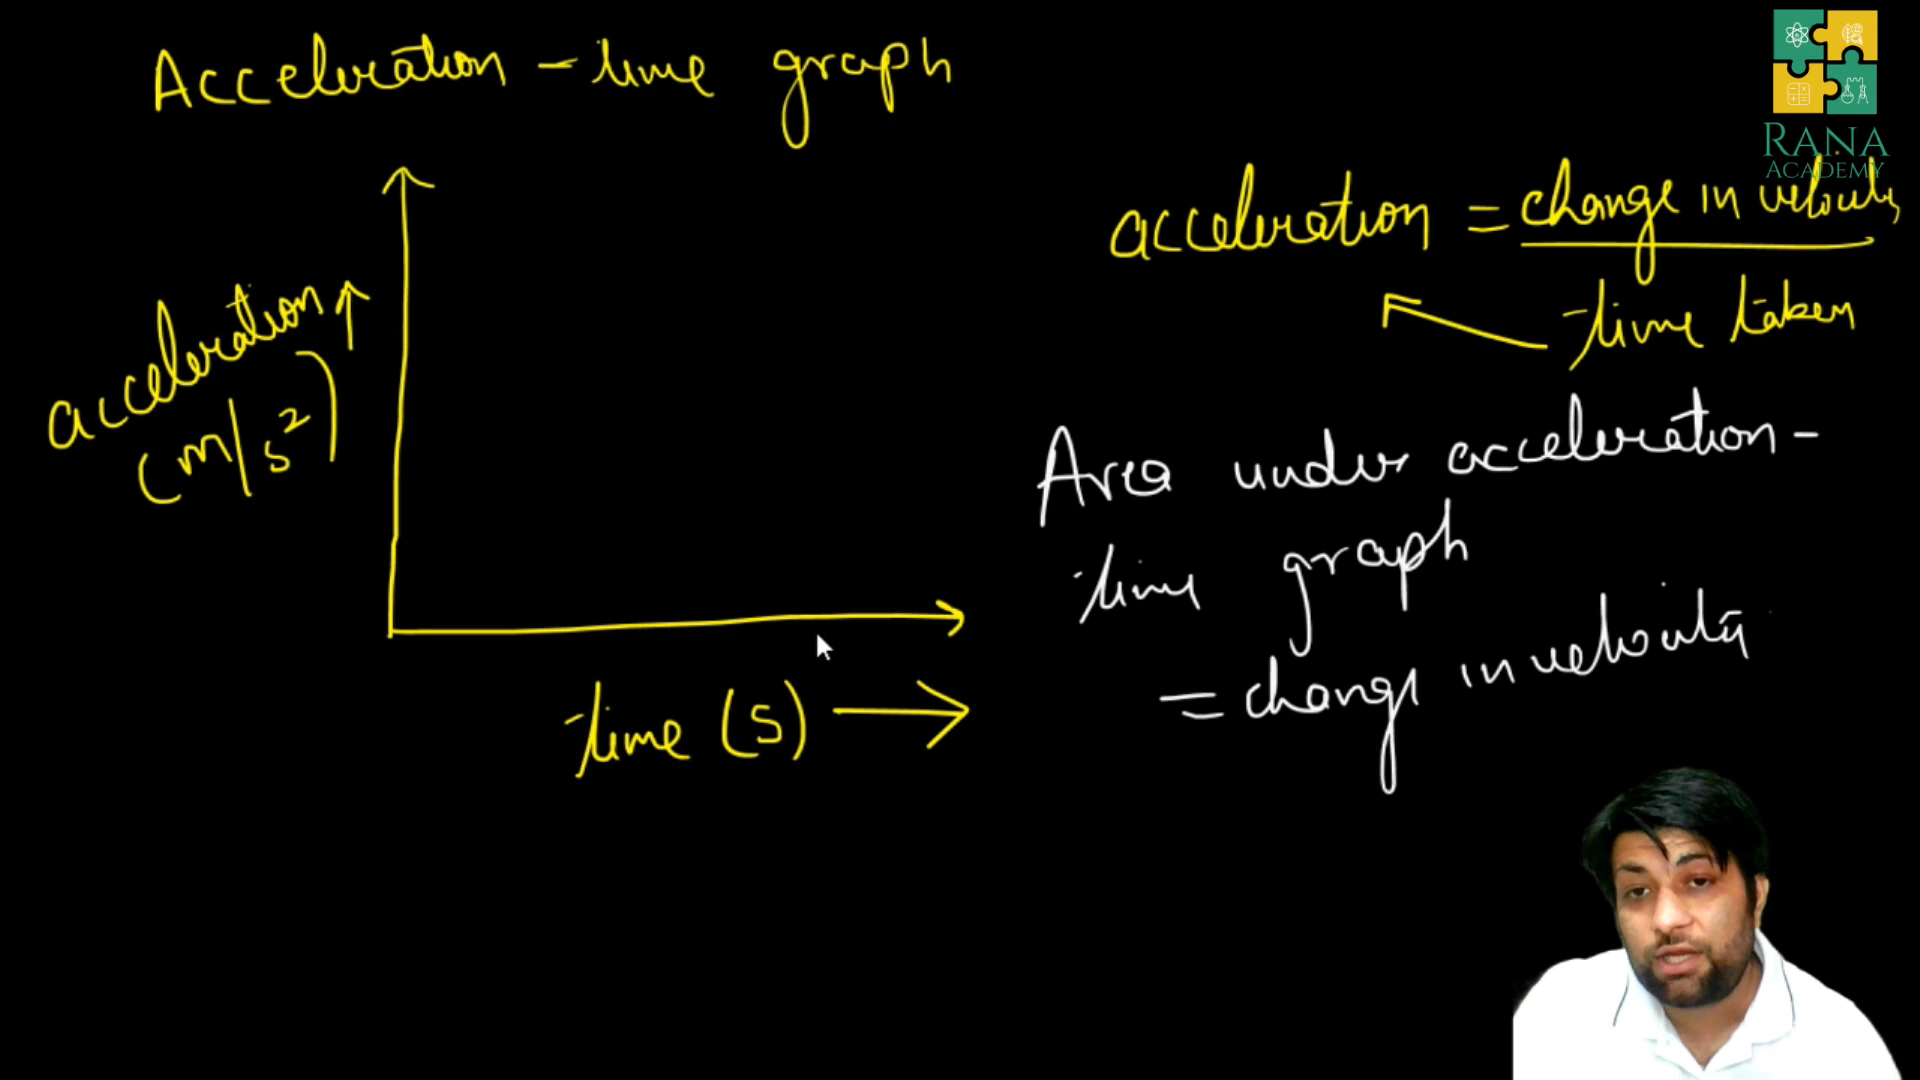 Acceleration - time graph
RANA
ACADEMY
acceleration = change in velocity
time taken
acceleration ↑
(m/s²)
Area under acceleration -
time graph
= change in velocity
time (s) →